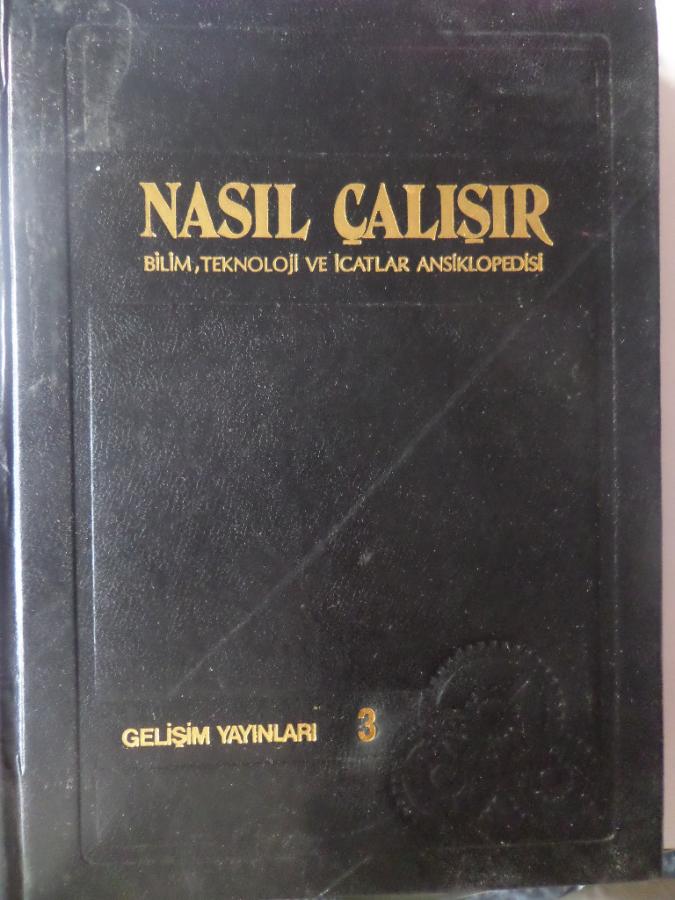 NASIL ÇALIŞIR
BİLİM, TEKNOLOJİ VE İCATLAR ANSİKLOPEDİSİ
GELİŞİM YAYINLARI 3